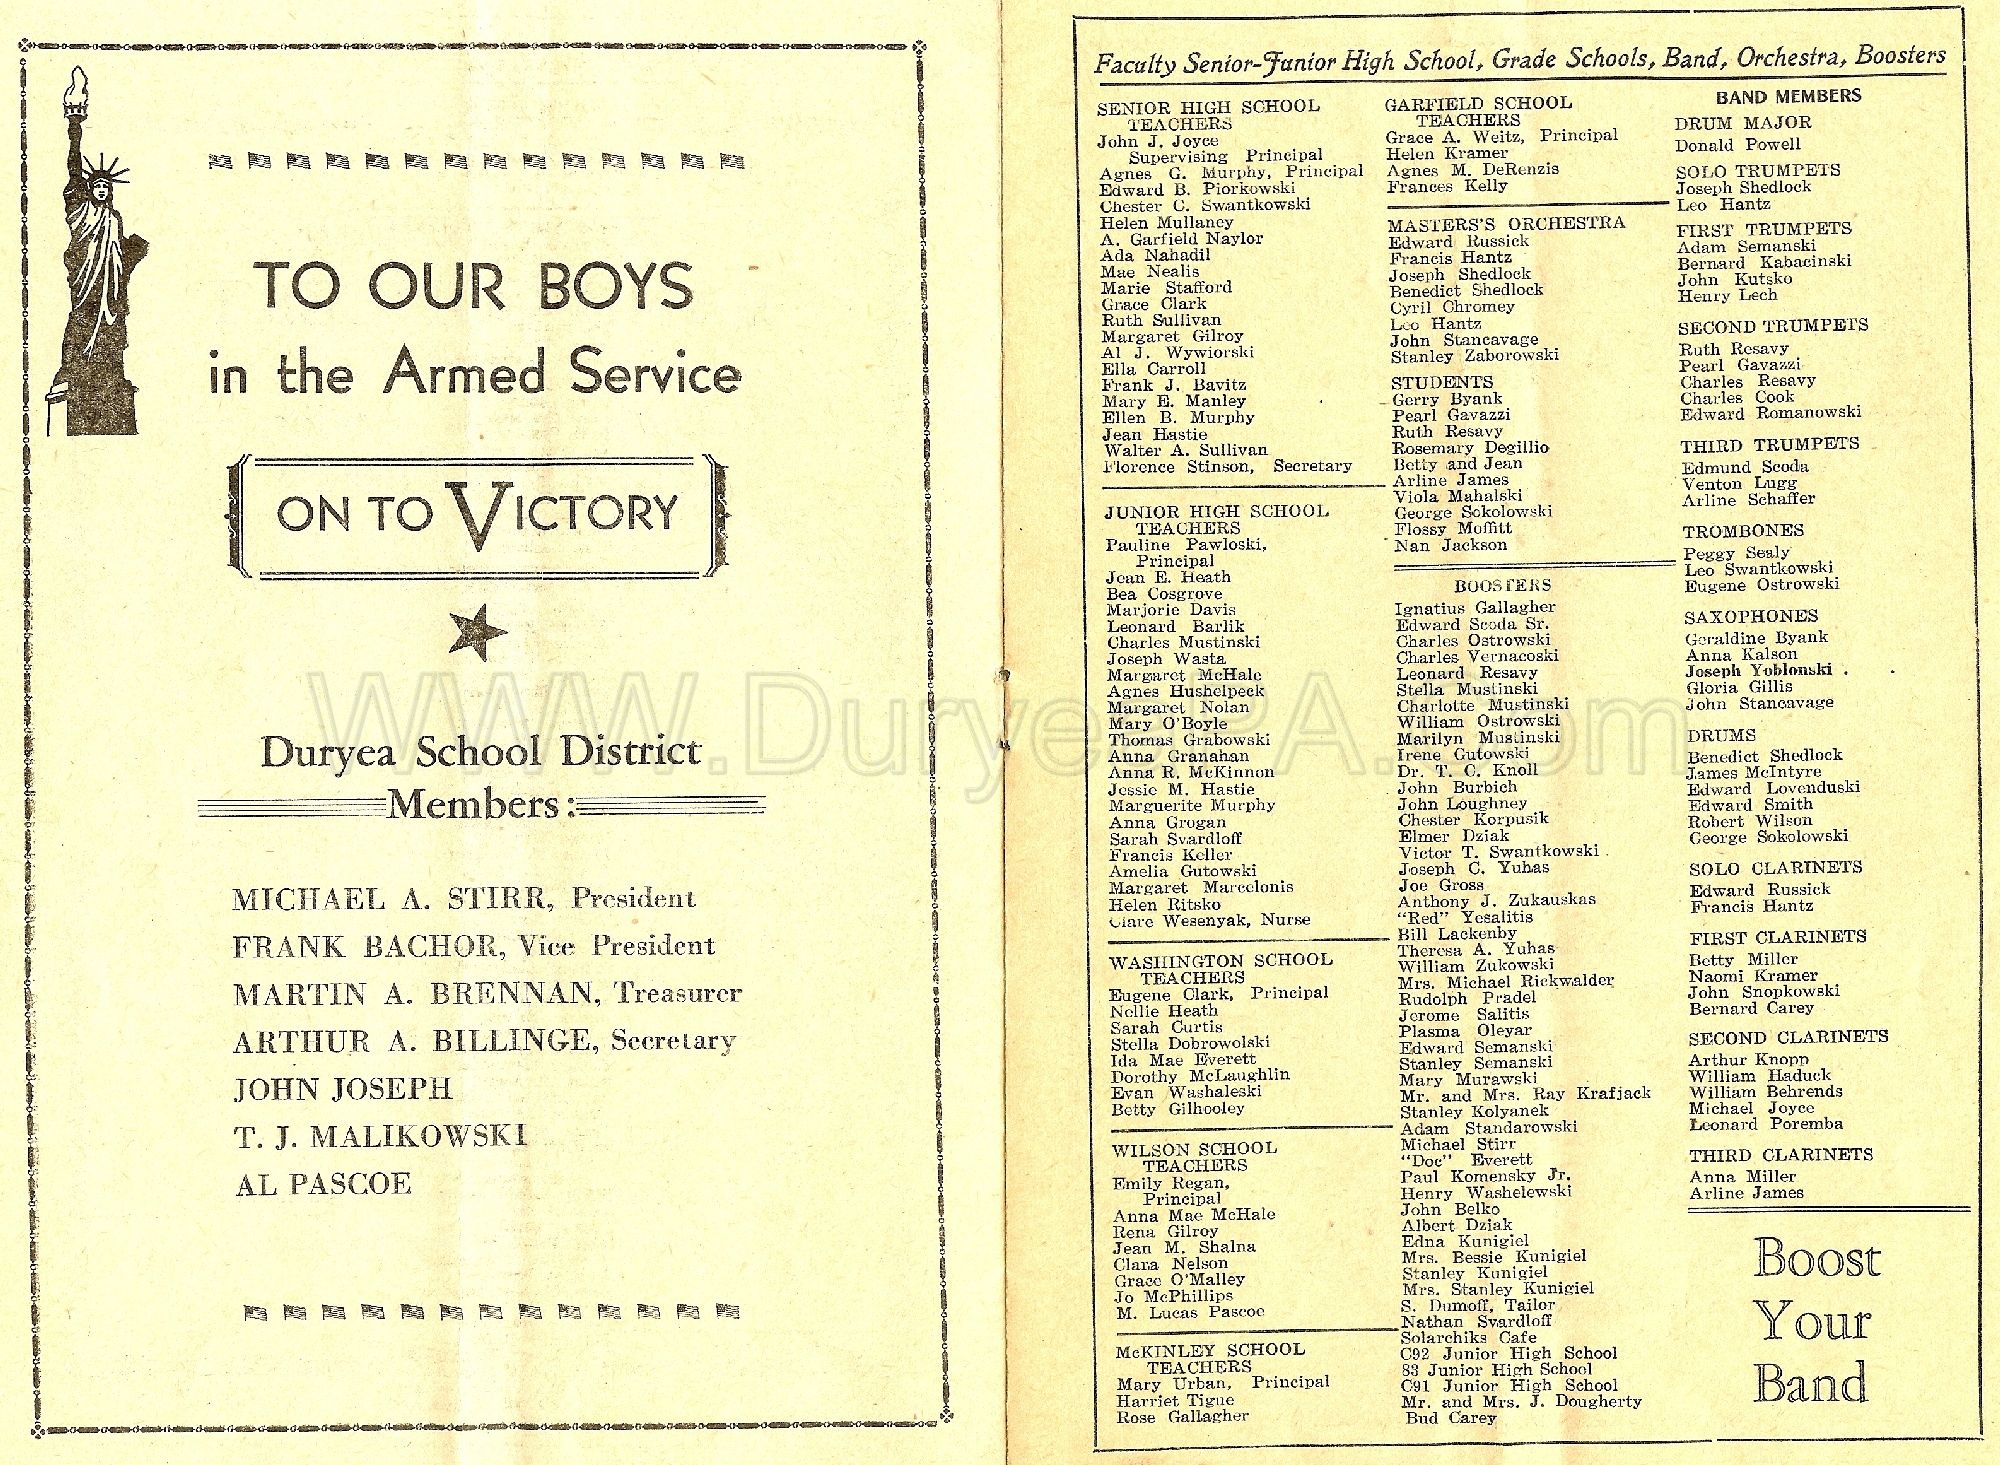 TO OUR BOYS
in the Armed Service
ON TO VICTORY
Duryea School District
Members:
MICHAEL A. STIRR, President
FRANK BACHOR, Vice President
MARTIN A. BRENNAN, Treasurer
ARTHUR A. BILLINGE, Secretary
JOHN JOSEPH
T. J. MALIKOWSKI
AL PASCOE
WWW.DuryeaPA.com
Faculty Senior-Junior High School, Grade Schools, Band, Orchestra, Boosters
SENIOR HIGH SCHOOL
TEACHERS
John J. Joyce
Supervising Principal
Agnes G. Murphy, Principal
Edward B. Piorkowski
Chester C. Swantkowski
Helen Mullaney
A. Garfield Naylor
Ada Nahadil
Mae Nealis
Marie Stafford
Grace Clark
Ruth Sullivan
Margaret Gilroy
Al J. Wywiorski
Ella Carroll
Frank J. Bavitz
Mary E. Manley
Ellen B. Murphy
Jean Hastie
Walter A. Sullivan
Florence Stinson, Secretary
JUNIOR HIGH SCHOOL
TEACHERS
Pauline Pawloski,
Principal
Jean E. Heath
Bea Cosgrove
Marjorie Davis
Leonard Barlik
Charles Mustinski
Joseph Wasta
Margaret McHale
Agnes Hushelpeck
Margaret Nolan
Mary O'Boyle
Thomas Grabowski
Anna Granahan
Anna R. McKinnon
Jessie M. Hastie
Marguerite Murphy
Anna Grogan
Sarah Svardloff
Francis Keller
Amelia Gutowski
Margaret Marcelonis
Helen Ritsko
Clare Wesenyak, Nurse
WASHINGTON SCHOOL
TEACHERS
Eugene Clark, Principal
Nellie Heath
Sarah Curtis
Stella Dobrowolski
Ida Mae Everett
Dorothy McLaughlin
Evan Washaleski
Betty Gilhooley
WILSON SCHOOL
TEACHERS
Emily Regan,
Principal
Anna Mae McHale
Rena Gilroy
Jean M. Shalna
Clara Nelson
Grace O'Malley
Jo McPhillips
M. Lucas Pascoe
McKINLEY SCHOOL
TEACHERS
Mary Urban, Principal
Harriet Tigue
Rose Gallagher
GARFIELD SCHOOL
TEACHERS
Grace A. Weitz, Principal
Helen Kramer
Agnes M. DeRenzis
Frances Kelly
MASTERS'S ORCHESTRA
Edward Russick
Francis Hantz
Joseph Shedlock
Benedict Shedlock
Cyril Chromey
Leo Hantz
John Stancavage
Stanley Zaborowski
STUDENTS
Gerry Byank
Pearl Gavazzi
Ruth Resavy
Rosemary Degillio
Betty and Jean
Arline James
Viola Mahalski
George Sokolowski
Flossy Moffitt
Nan Jackson
BOOSTERS
Ignatius Gallagher
Edward Scoda Sr.
Charles Ostrowski
Charles Vernacoski
Leonard Resavy
Stella Mustinski
Charlotte Mustinski
William Ostrowski
Marilyn Mustinski
Irene Gutowski
Dr. T. C. Knoll
John Burbich
John Loughney
Chester Korpusik
Elmer Dziak
Victor T. Swantkowski
Joseph C. Yuhas
Joe Gross
Anthony J. Zukauskas
"Red" Yesalitis
Bill Lackenby
Theresa A. Yuhas
William Zukowski
Mrs. Michael Rickwalder
Rudolph Pradel
Jerome Salitis
Plasma Oleyar
Edward Semanski
Stanley Semanski
Mary Murawski
Mr. and Mrs. Ray Krafjack
Stanley Kolyanek
Adam Standarowski
Michael Stirr
"Doc" Everett
Paul Komensky Jr.
Henry Washelewski
John Belko
Albert Dziak
Edna Kunigiel
Mrs. Bessie Kunigiel
Stanley Kunigiel
Mrs. Stanley Kunigiel
S. Dumoff, Tailor
Nathan Svardloff
Solarchiks Cafe
C92 Junior High School
83 Junior High School
C91 Junior High School
Mr. and Mrs. J. Dougherty
Bud Carey
BAND MEMBERS
DRUM MAJOR
Donald Powell
SOLO TRUMPETS
Joseph Shedlock
Leo Hantz
FIRST TRUMPETS
Adam Semanski
Bernard Kabacinski
John Kutsko
Henry Lech
SECOND TRUMPETS
Ruth Resavy
Pearl Gavazzi
Charles Resavy
Charles Cook
Edward Romanowski
THIRD TRUMPETS
Edmund Scoda
Venton Lugg
Arline Schaffer
TROMBONES
Peggy Sealy
Leo Swantkowski
Eugene Ostrowski
SAXOPHONES
Geraldine Byank
Anna Kalson
Joseph Yoblonski
Gloria Gillis
John Stancavage
DRUMS
Benedict Shedlock
James McIntyre
Edward Lovenduski
Edward Smith
Robert Wilson
George Sokolowski
SOLO CLARINETS
Edward Russick
Francis Hantz
FIRST CLARINETS
Betty Miller
Naomi Kramer
John Snopkowski
Bernard Carey
SECOND CLARINETS
Arthur Knopp
William Haduck
William Behrends
Michael Joyce
Leonard Poremba
THIRD CLARINETS
Anna Miller
Arline James
Boost
Your
Band